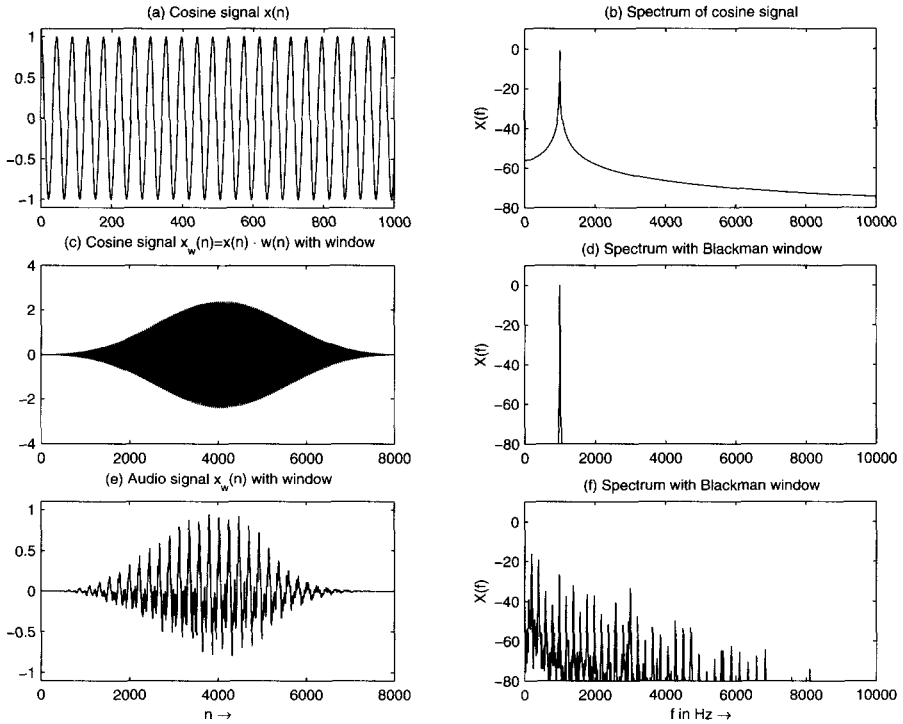 (a) Cosine signal x(n)
1
0.5
0
−0.5
−1
0 200 400 600 800 1000
(b) Spectrum of cosine signal
X(f)
0
−20
−40
−60
−80
0 2000 4000 6000 8000 10000
(c) Cosine signal x_w(n)=x(n) · w(n) with window
4
2
0
−2
−4
0 2000 4000 6000 8000
(d) Spectrum with Blackman window
X(f)
0
−20
−40
−60
−80
0 2000 4000 6000 8000 10000
(e) Audio signal x_w(n) with window
1
0.5
0
−0.5
−1
0 2000 4000 6000 8000
n →
(f) Spectrum with Blackman window
X(f)
0
−20
−40
−60
−80
0 2000 4000 6000 8000 10000
f in Hz →